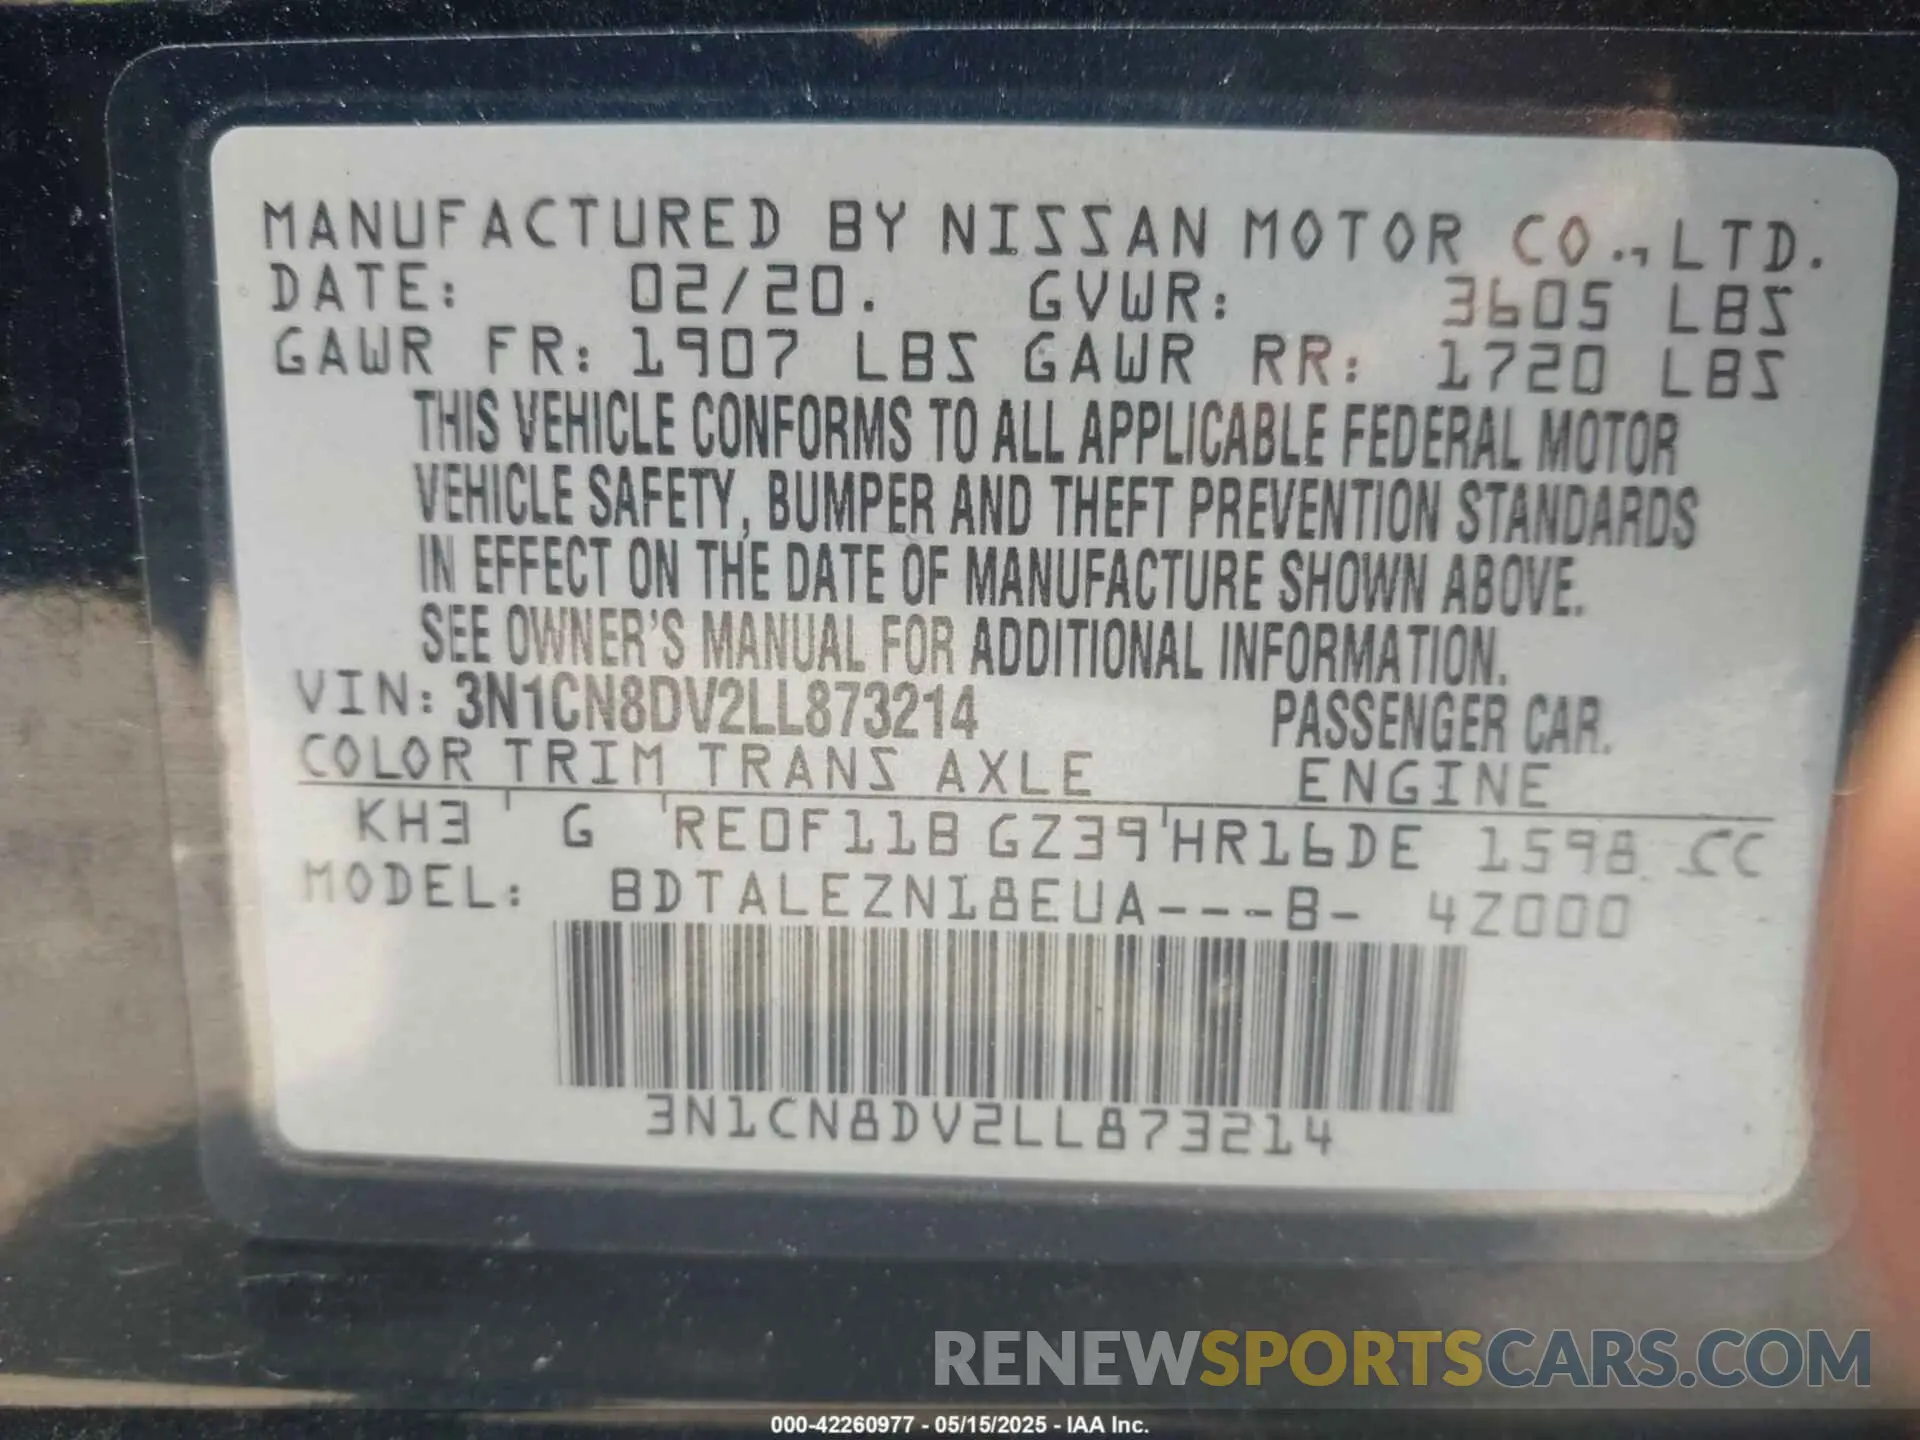 MANUFACTURED BY NISSAN MOTOR CO., LTD.
DATE: 02/20. GVWR: 3605 LBS
GAWR FR: 1907 LBS GAWR RR: 1720 LBS
THIS VEHICLE CONFORMS TO ALL APPLICABLE FEDERAL MOTOR
VEHICLE SAFETY, BUMPER AND THEFT PREVENTION STANDARDS
IN EFFECT ON THE DATE OF MANUFACTURE SHOWN ABOVE.
SEE OWNER'S MANUAL FOR ADDITIONAL INFORMATION.
VIN: 3N1CN8DV2LL873214 PASSENGER CAR.
COLOR TRIM TRANS AXLE ENGINE
KH3 G RE0F11B GZ39 HR16DE 1598 CC
MODEL: BDTALEZN18EUA---B- 4Z000
3N1CN8DV2LL873214
RENEWSPORTSCARS.COM
000-42260977 - 05/15/2025 - IAA Inc.